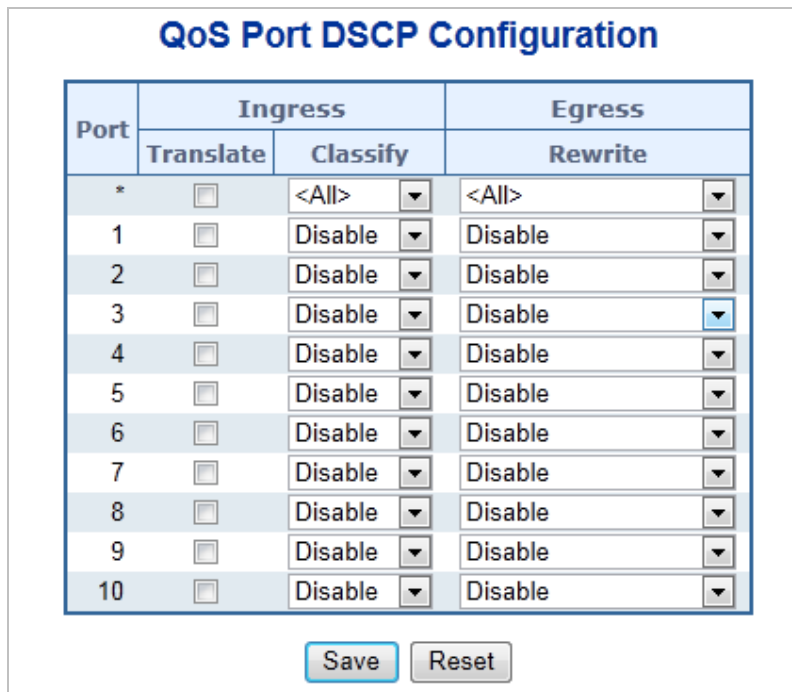 QoS Port DSCP Configuration
Port Ingress Egress
Translate Classify Rewrite
* <All> <All>
1 Disable Disable
2 Disable Disable
3 Disable Disable
4 Disable Disable
5 Disable Disable
6 Disable Disable
7 Disable Disable
8 Disable Disable
9 Disable Disable
10 Disable Disable
Save Reset